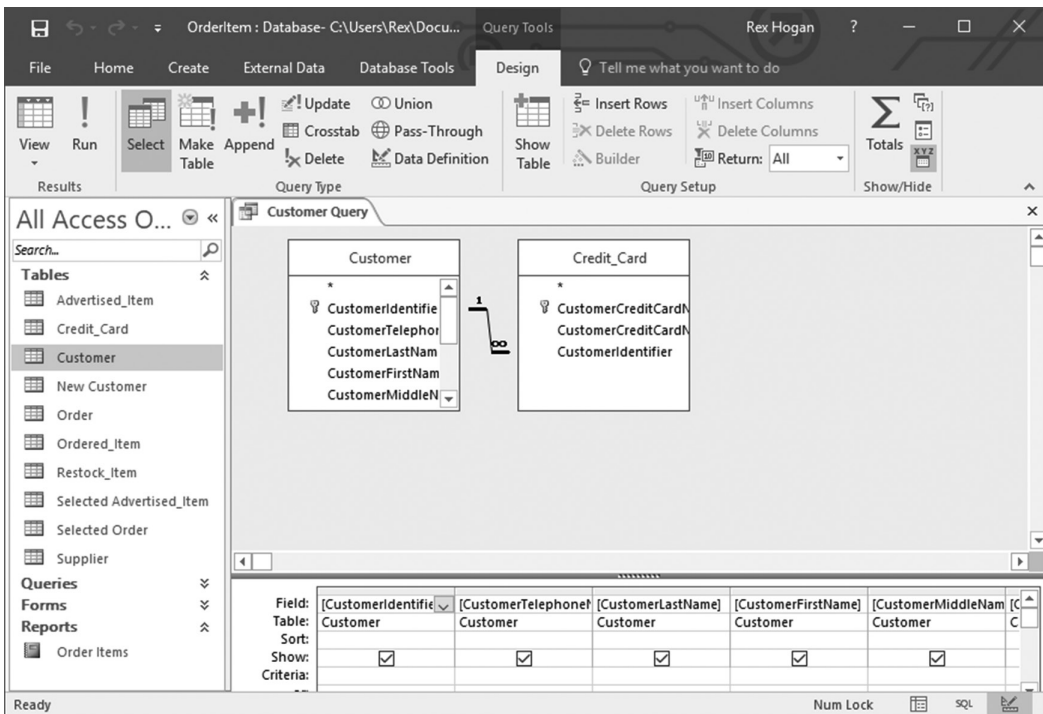 OrderItem : Database- C:\Users\Rex\Docu... Query Tools Rex Hogan ?
File Home Create External Data Database Tools Design Tell me what you want to do
View Run Select Make Table Append
Update Union
Crosstab Pass-Through
Delete Data Definition
Show Table
Insert Rows Insert Columns
Delete Rows Delete Columns
Builder Return: All
Totals
XYZ
Results Query Type Query Setup Show/Hide
All Access O...
Search...
Tables
Advertised_Item
Credit_Card
Customer
New Customer
Order
Ordered_Item
Restock_Item
Selected Advertised_Item
Selected Order
Supplier
Queries
Forms
Reports
Order Items
Customer Query
Customer
*
CustomerIdentifie
CustomerTelephor
CustomerLastNam
CustomerFirstNam
CustomerMiddleN
1
∞
Credit_Card
*
CustomerCreditCardN
CustomerCreditCardN
CustomerIdentifier
Field: [CustomerIdentifie [CustomerTelephoneN [CustomerLastName] [CustomerFirstName] [CustomerMiddleNam [C
Table: Customer Customer Customer Customer Customer C
Sort:
Show:
Criteria:
Ready Num Lock SQL